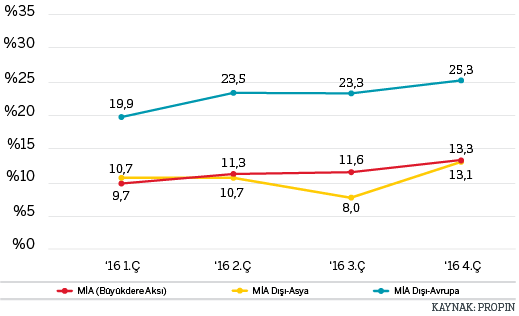 %35
%30
%25
%20
%15
%10
%5
%0
19,9
23,5
23,3
25,3
10,7
11,3
11,6
13,3
9,7
10,7
8,0
13,1
'16 1.Ç
'16 2.Ç
'16 3.Ç
'16 4.Ç
MİA (Büyükdere Aksı)
MİA Dışı-Asya
MİA Dışı-Avrupa
KAYNAK: PROPIN